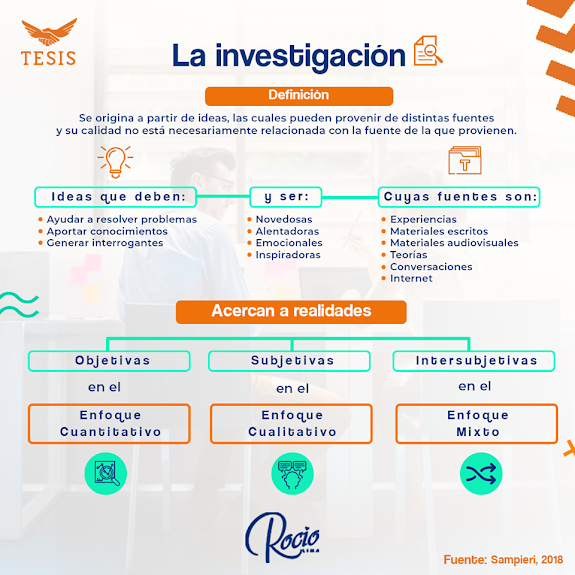 TESIS
La investigación
Definición
Se origina a partir de ideas, las cuales pueden provenir de distintas fuentes
y su calidad no está necesariamente relacionada con la fuente de la que provienen.
T
Ideas que deben:
Ayudar a resolver problemas
Aportar conocimientos
Generar interrogantes
y ser:
Novedosas
Alentadoras
Emocionales
Inspiradoras
Cuyas fuentes son:
Experiencias
Materiales escritos
Materiales audiovisuales
Teorías
Conversaciones
Internet
Acercan a realidades
Objetivas
en el
Enfoque
Cuantitativo
Subjetivas
en el
Enfoque
Cualitativo
Intersubjetivas
en el
Enfoque
Mixto
Rocio
LIMA
Fuente: Sampieri, 2018